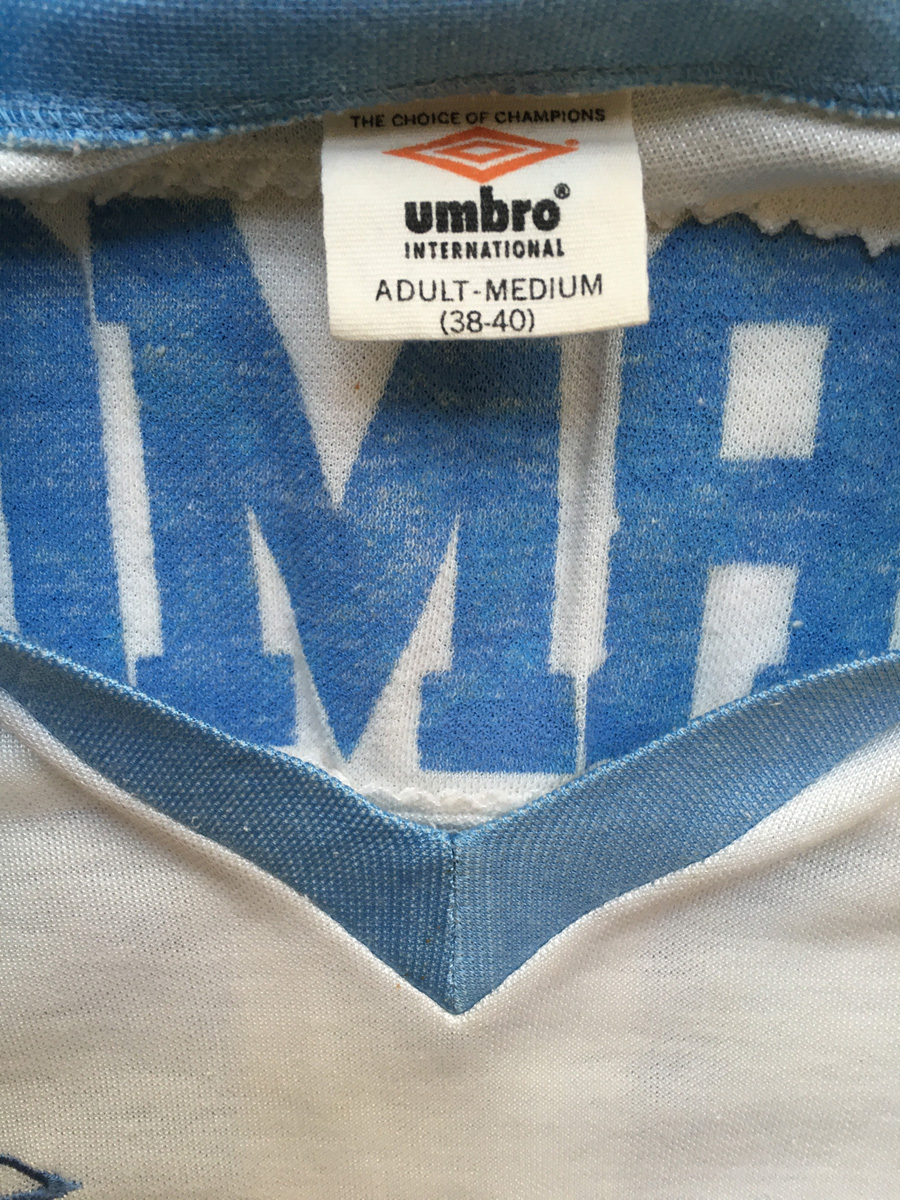 THE CHOICE OF CHAMPIONS
umbro®
INTERNATIONAL
ADULT-MEDIUM
(38-40)